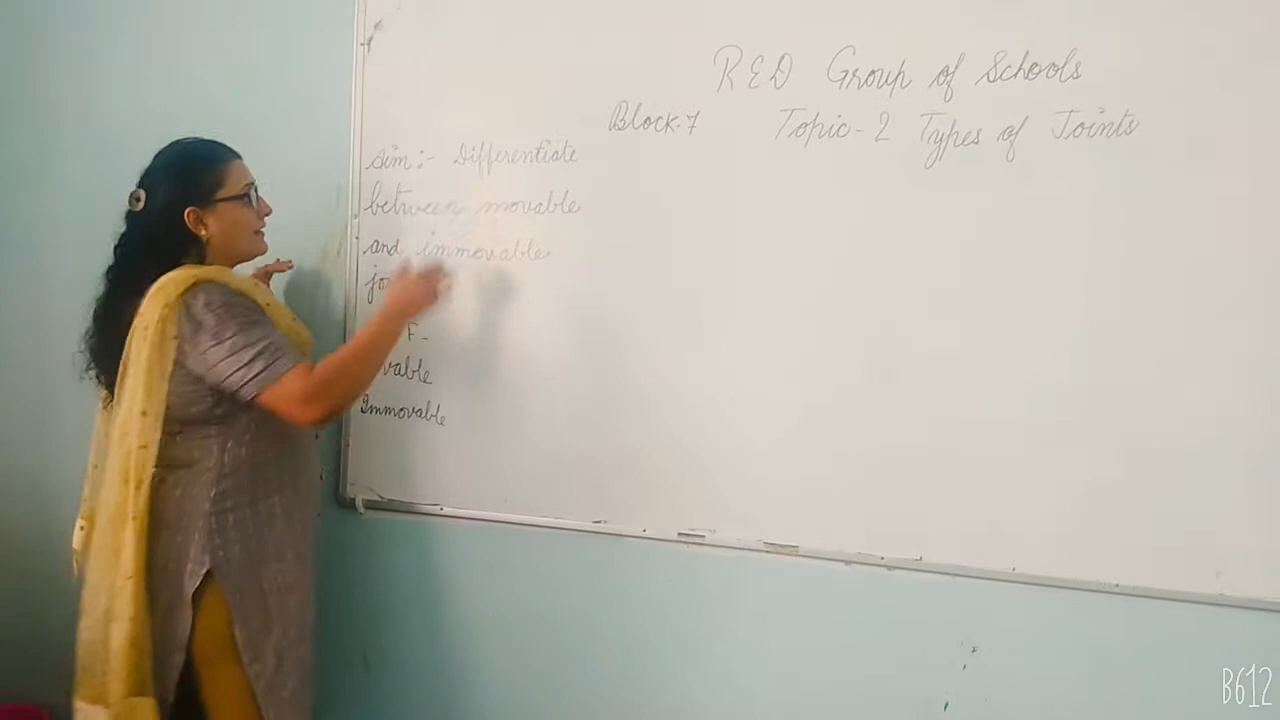 RED Group of Schools
Block-7 Topic-2 Types of Joints
Aim:- Differentiate
between movable
and immovable
jo
F-
vable
Immovable
B612